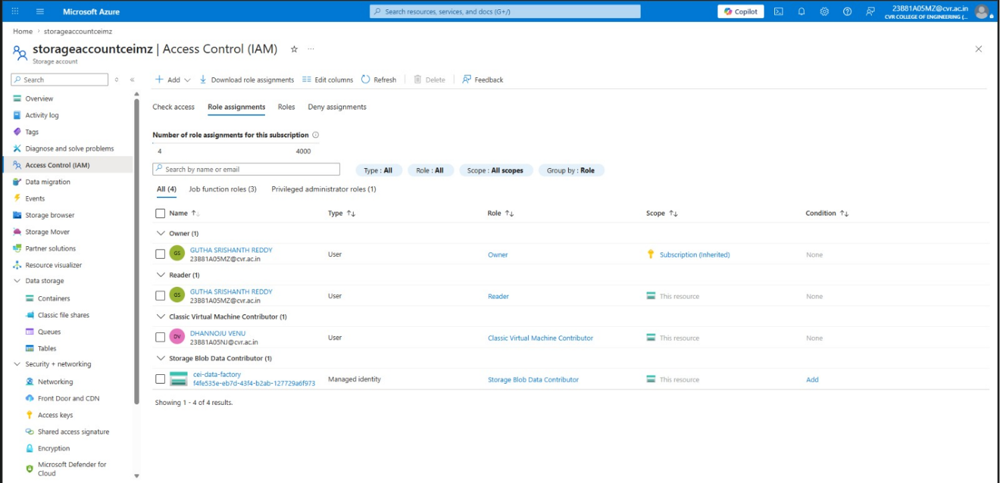 Microsoft Azure
Search resources, services, and docs (G+/)
Copilot
23B81A05MZ@cvr.ac.in
CVR COLLEGE OF ENGINEERING (...
Home > storageaccountceimz
storageaccountceimz | Access Control (IAM)
Storage account
Search
Add
Download role assignments
Edit columns
Refresh
Delete
Feedback
Overview
Activity log
Tags
Diagnose and solve problems
Access Control (IAM)
Data migration
Events
Storage browser
Storage Mover
Partner solutions
Resource visualizer
Data storage
Containers
Classic file shares
Queues
Tables
Security + networking
Networking
Front Door and CDN
Access keys
Shared access signature
Encryption
Microsoft Defender for
Cloud
Check access Role assignments Roles Deny assignments
Number of role assignments for this subscription
4 4000
Search by name or email
Type : All Role : All Scope : All scopes Group by : Role
All (4) Job function roles (3) Privileged administrator roles (1)
Name Type Role Scope Condition
Owner (1)
GS GUTHA SRISHANTH REDDY
23B81A05MZ@cvr.ac.in User Owner Subscription (Inherited) None
Reader (1)
GS GUTHA SRISHANTH REDDY
23B81A05MZ@cvr.ac.in User Reader This resource None
Classic Virtual Machine Contributor (1)
DV DHANNOJU VENU
23B81A05NJ@cvr.ac.in User Classic Virtual Machine Contributor This resource None
Storage Blob Data Contributor (1)
cei-data-factory
f4fe535e-eb7d-43f4-b2ab-127729a6f973 Managed identity Storage Blob Data Contributor This resource Add
Showing 1 - 4 of 4 results.